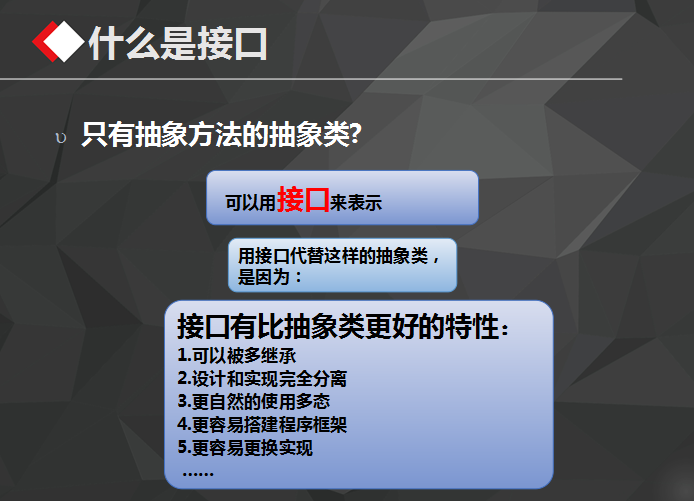 什么是接口
υ 只有抽象方法的抽象类?
可以用接口来表示
用接口代替这样的抽象类，
是因为：
接口有比抽象类更好的特性：
1.可以被多继承
2.设计和实现完全分离
3.更自然的使用多态
4.更容易搭建程序框架
5.更容易更换实现
……